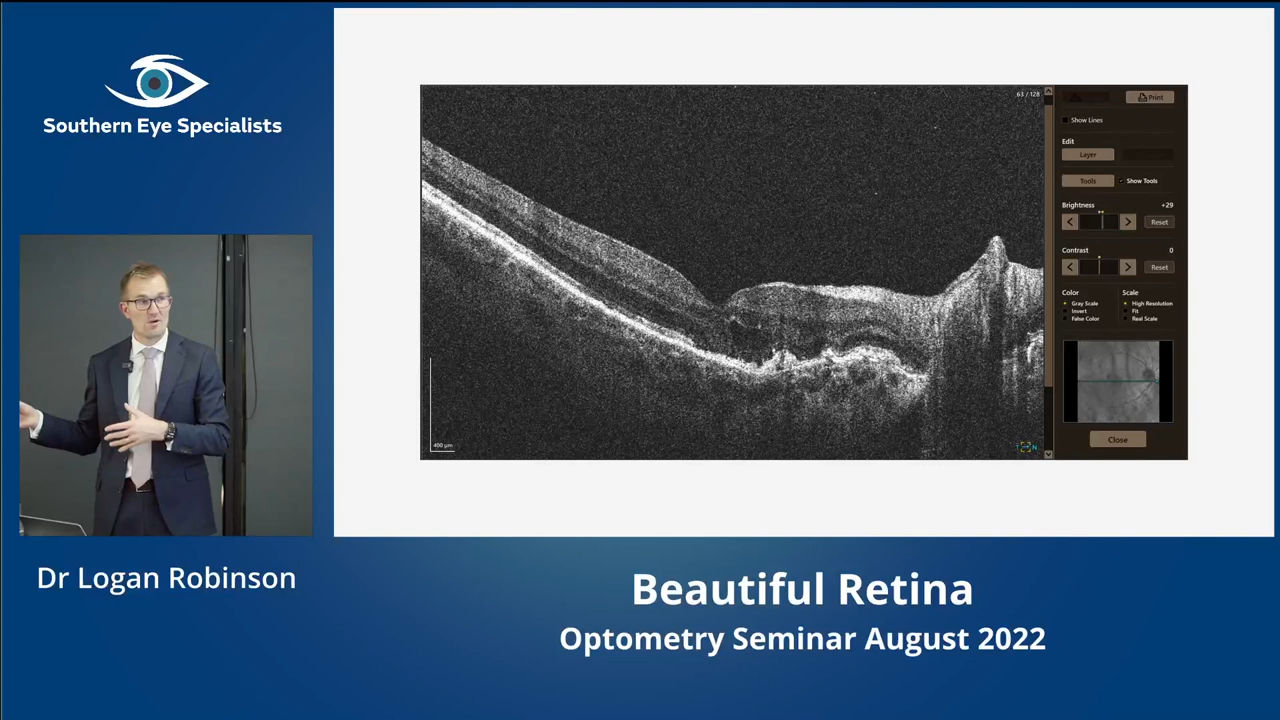 Southern Eye Specialists
63 / 128
Print
Show Lines
Edit
Layer
Tools
Show Tools
Brightness
+29
Reset
Contrast
0
Reset
Color
Scale
Gray Scale
High Resolution
Invert
Fit
False Color
Real Scale
400 µm
Close
Dr Logan Robinson
Beautiful Retina
Optometry Seminar August 2022